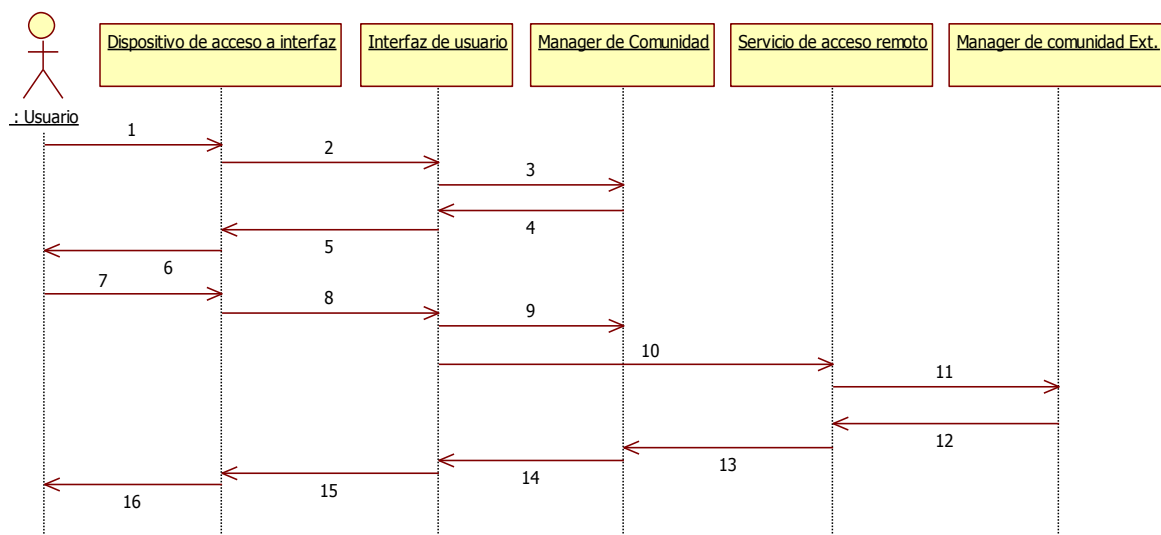 Dispositivo de acceso a interfaz
Interfaz de usuario
Manager de Comunidad
Servicio de acceso remoto
Manager de comunidad Ext.
: Usuario
1
2
3
4
5
6
7
8
9
10
11
12
13
14
15
16